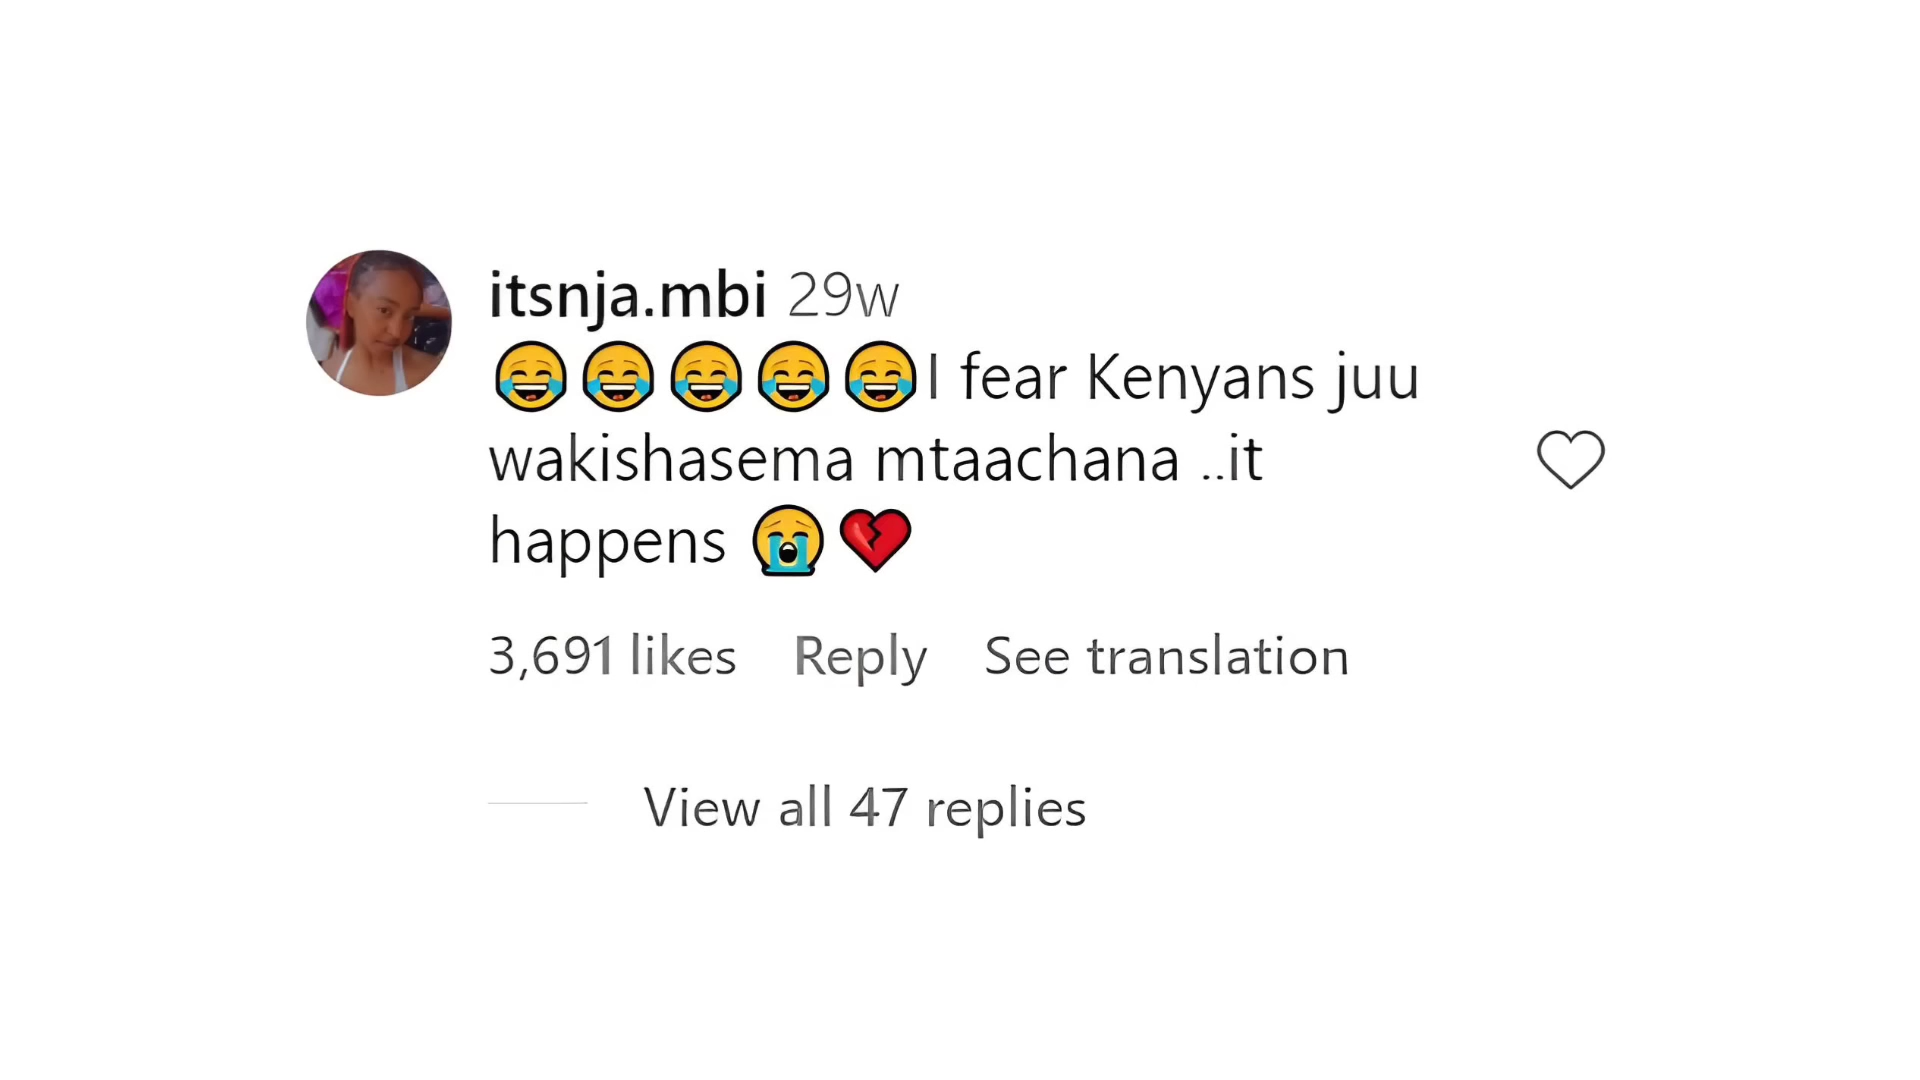 itsnja.mbi 29w
😂😂😂😂😂I fear Kenyans juu
wakishasema mtaachana ..it
happens 😭💔
3,691 likes Reply See translation
View all 47 replies